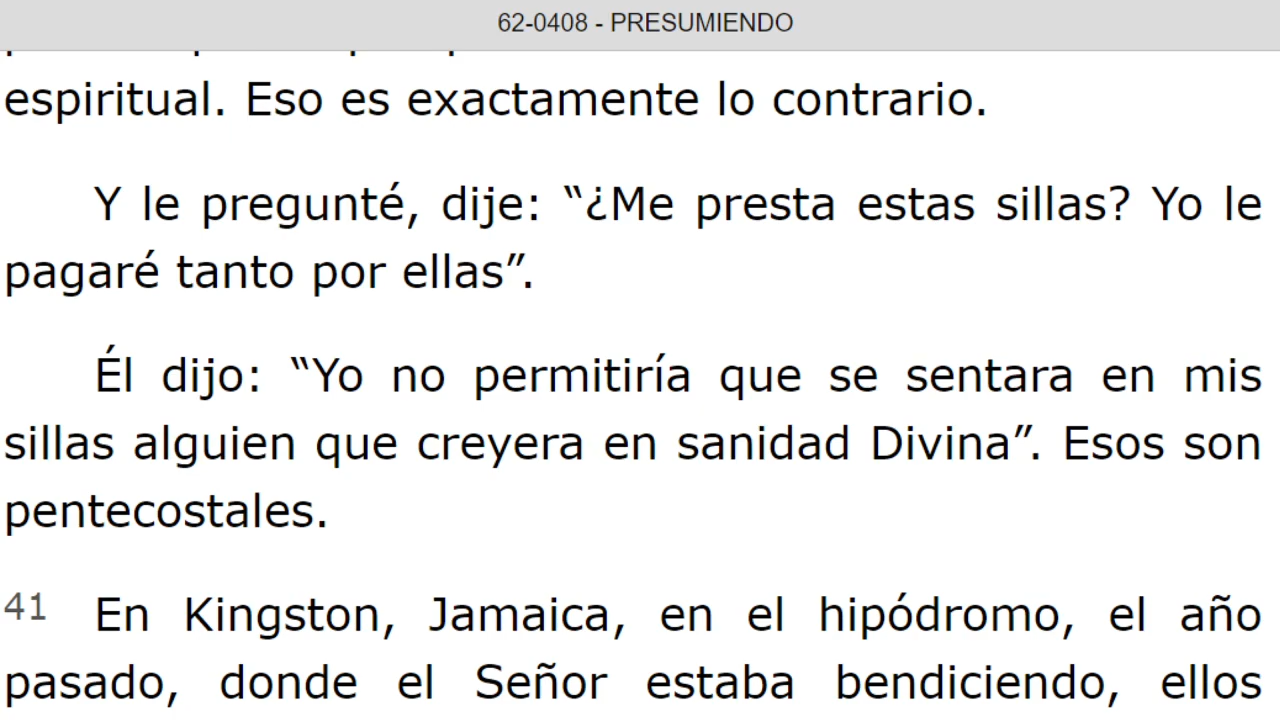 62-0408 - PRESUMIENDO
espiritual. Eso es exactamente lo contrario.
Y le pregunté, dije: “¿Me presta estas sillas? Yo le
pagaré tanto por ellas”.
Él dijo: “Yo no permitiría que se sentara en mis
sillas alguien que creyera en sanidad Divina”. Esos son
pentecostales.
41 En Kingston, Jamaica, en el hipódromo, el año
pasado, donde el Señor estaba bendiciendo, ellos